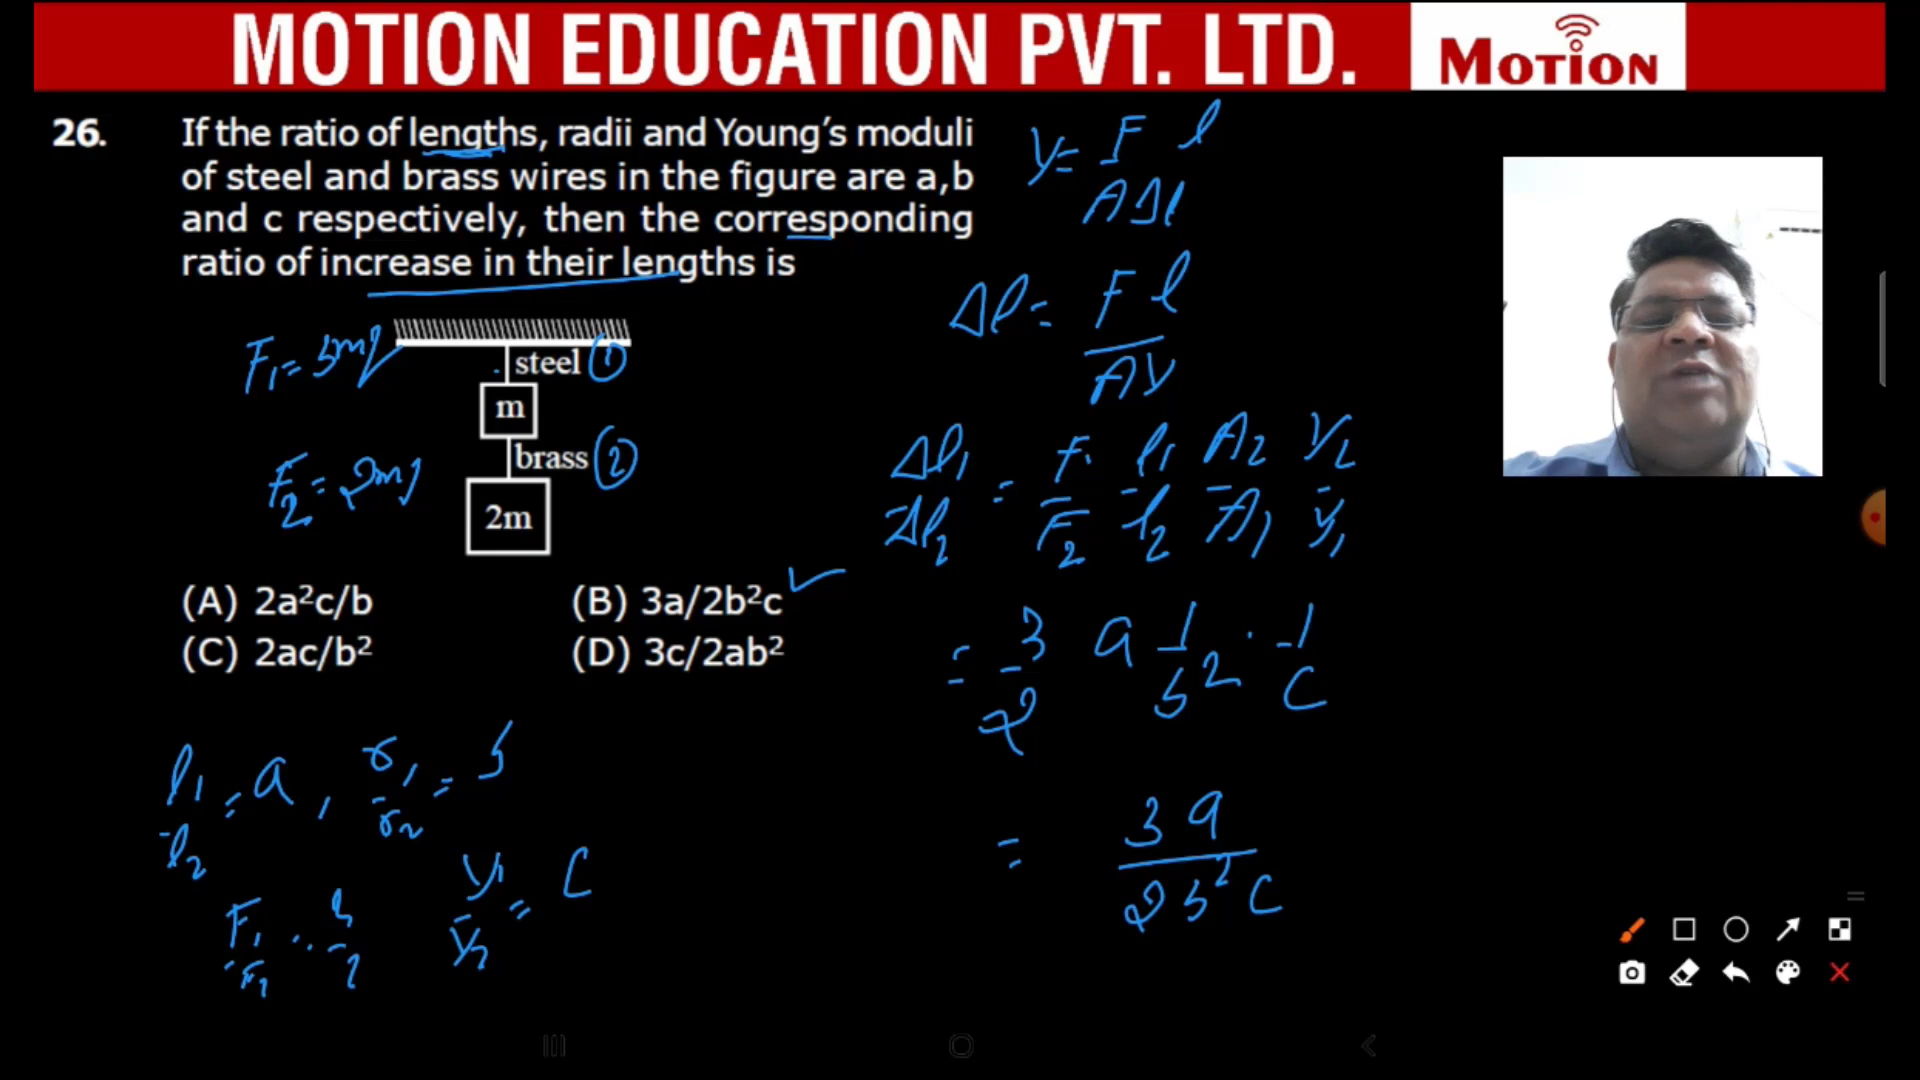 MOTION EDUCATION PVT. LTD.
MOTION
26. If the ratio of lengths, radii and Young's moduli
of steel and brass wires in the figure are a,b
and c respectively, then the corresponding
ratio of increase in their lengths is
steel ①
m
brass ②
2m
F₁ = 3mg
F₂ = 2mg
(A) 2a²c/b (B) 3a/2b²c ✓
(C) 2ac/b² (D) 3c/2ab²
l₁/l₂ = a, r₁/r₂ = b
y₁/y₂ = C
Y = F l / A Δl
Δl = F l / A Y
Δl₁/Δl₂ = F₁/F₂ l₁/l₂ A₂/A₁ Y₂/Y₁
= 3/2 a 1/b² · 1/c
= 3a / 2b²c